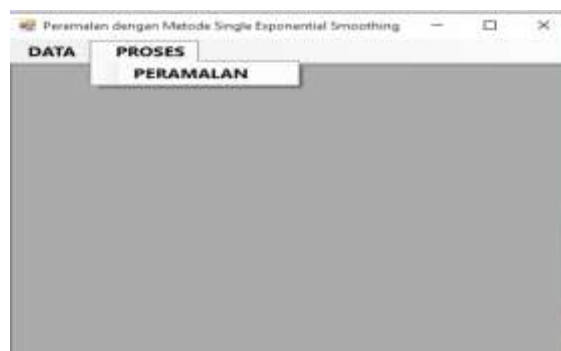 Peramalan dengan Metode Single Exponential Smoothing
DATA PROSES
PERAMALAN